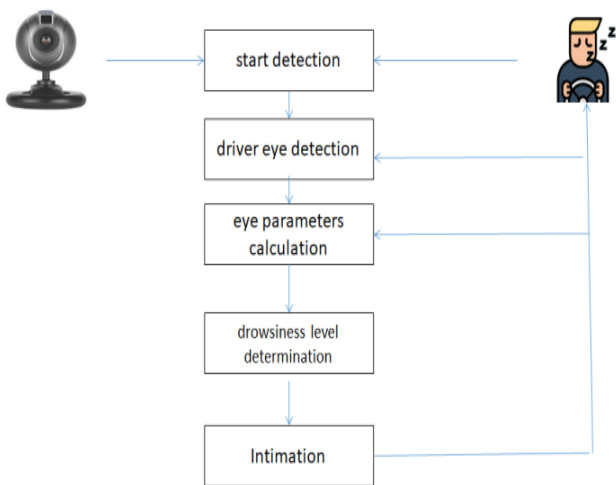 start detection
z
z
z
driver eye detection
eye parameters
calculation
drowsiness level
determination
Intimation